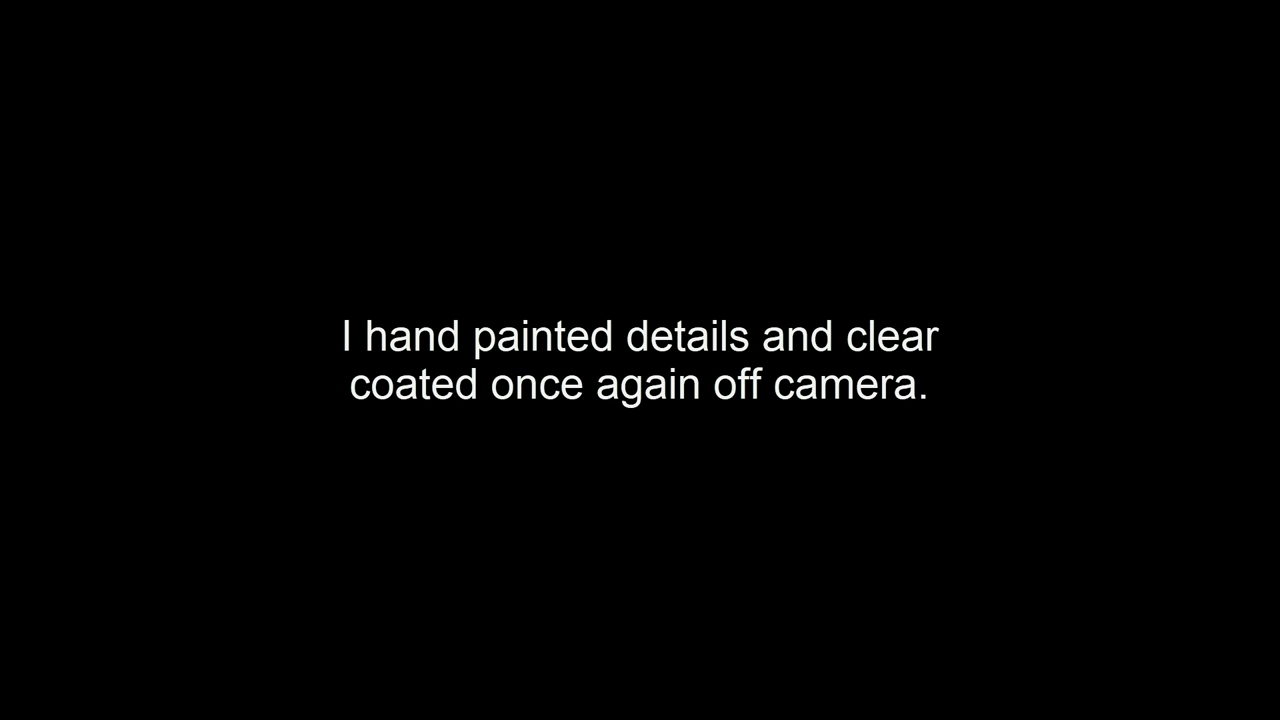 I hand painted details and clear
coated once again off camera.